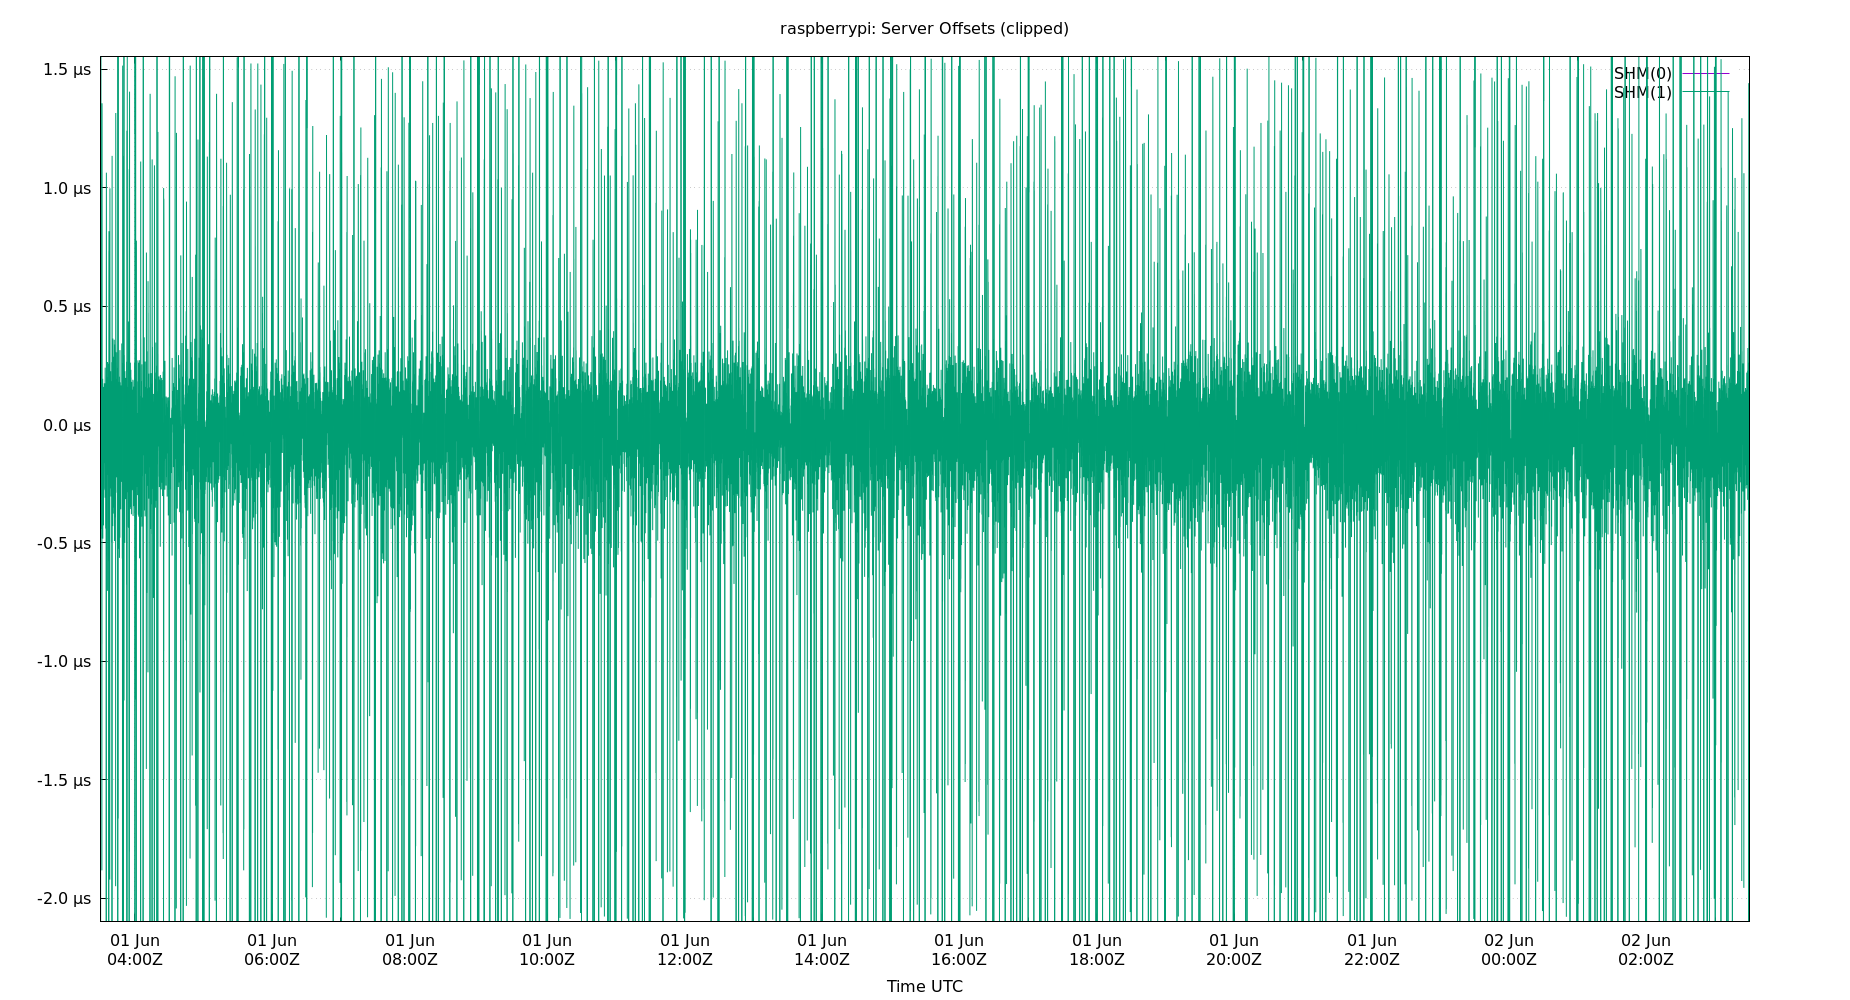 raspberrypi: Server Offsets (clipped)
1.5 µs
1.0 µs
0.5 µs
0.0 µs
-0.5 µs
-1.0 µs
-1.5 µs
-2.0 µs
SHM(0)
SHM(1)
01 Jun 01 Jun 01 Jun 01 Jun 01 Jun 01 Jun 01 Jun 01 Jun 01 Jun 01 Jun 02 Jun 02 Jun
04:00Z 06:00Z 08:00Z 10:00Z 12:00Z 14:00Z 16:00Z 18:00Z 20:00Z 22:00Z 00:00Z 02:00Z
Time UTC